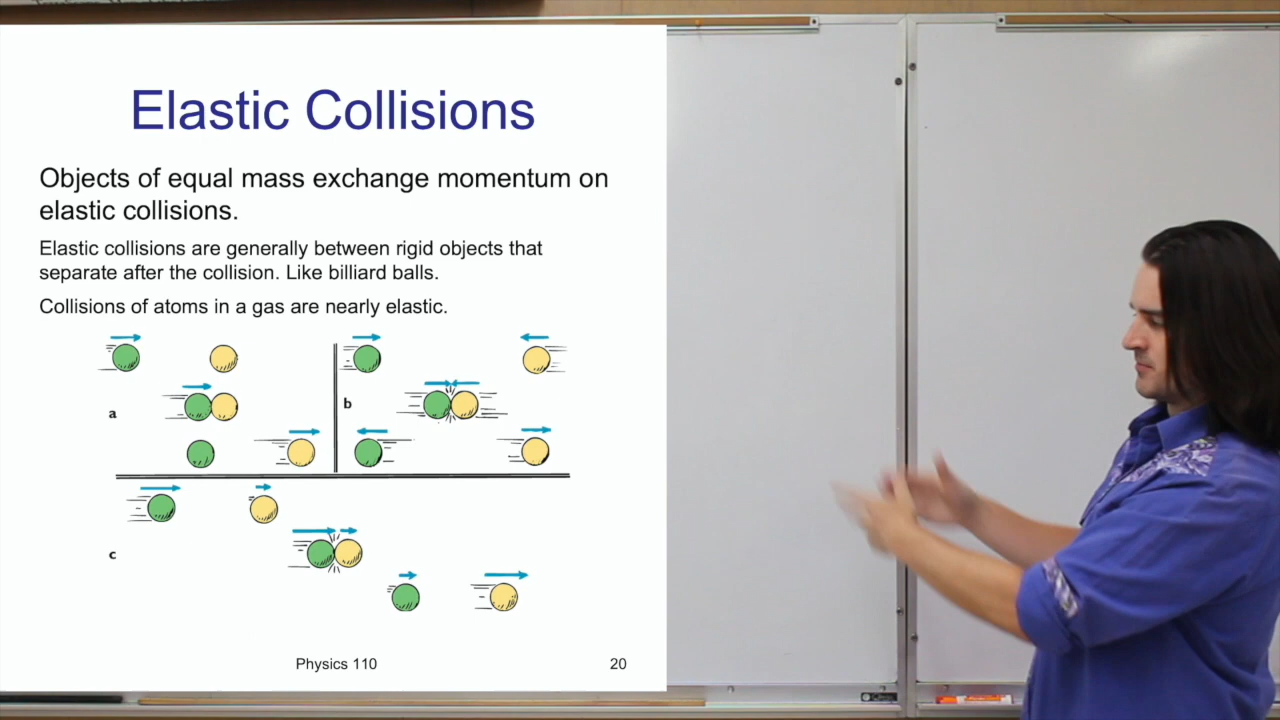 Elastic Collisions
Objects of equal mass exchange momentum on
elastic collisions.
Elastic collisions are generally between rigid objects that
separate after the collision. Like billiard balls.
Collisions of atoms in a gas are nearly elastic.
a
b
c
Physics 110
20